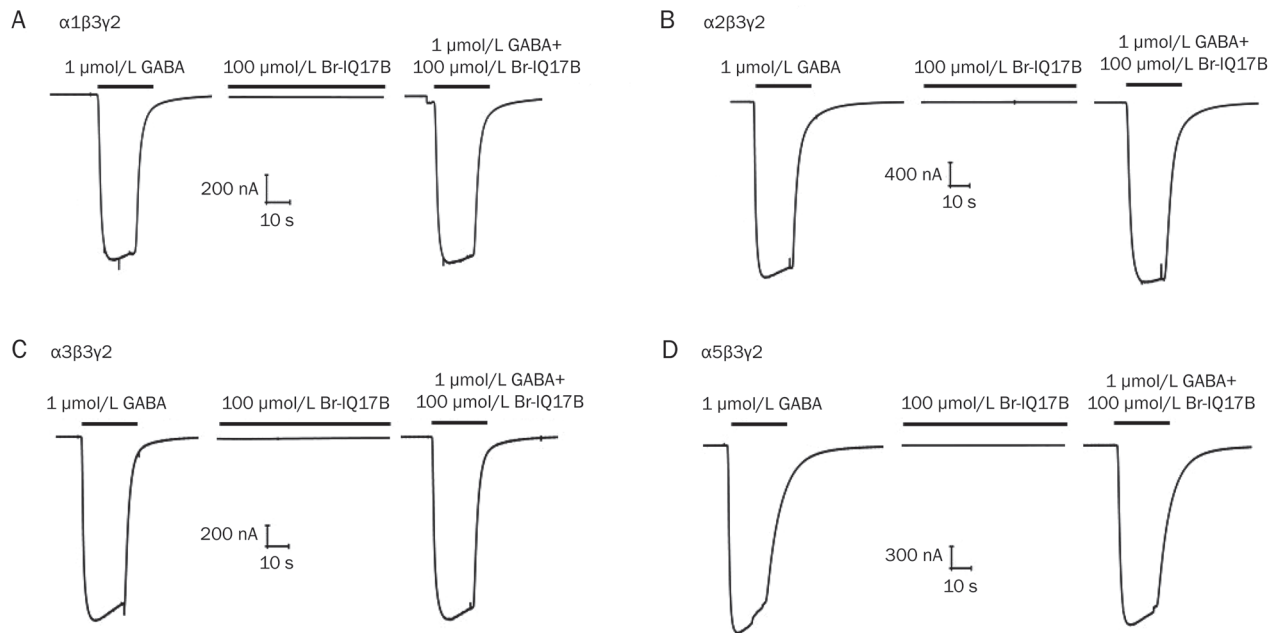 A
α1β3γ2
1 μmol/L GABA
100 μmol/L Br-IQ17B
1 μmol/L GABA+
100 μmol/L Br-IQ17B
200 nA
10 s
B
α2β3γ2
1 μmol/L GABA
100 μmol/L Br-IQ17B
1 μmol/L GABA+
100 μmol/L Br-IQ17B
400 nA
10 s
C
α3β3γ2
1 μmol/L GABA
100 μmol/L Br-IQ17B
1 μmol/L GABA+
100 μmol/L Br-IQ17B
200 nA
10 s
D
α5β3γ2
1 μmol/L GABA
100 μmol/L Br-IQ17B
1 μmol/L GABA+
100 μmol/L Br-IQ17B
300 nA
10 s